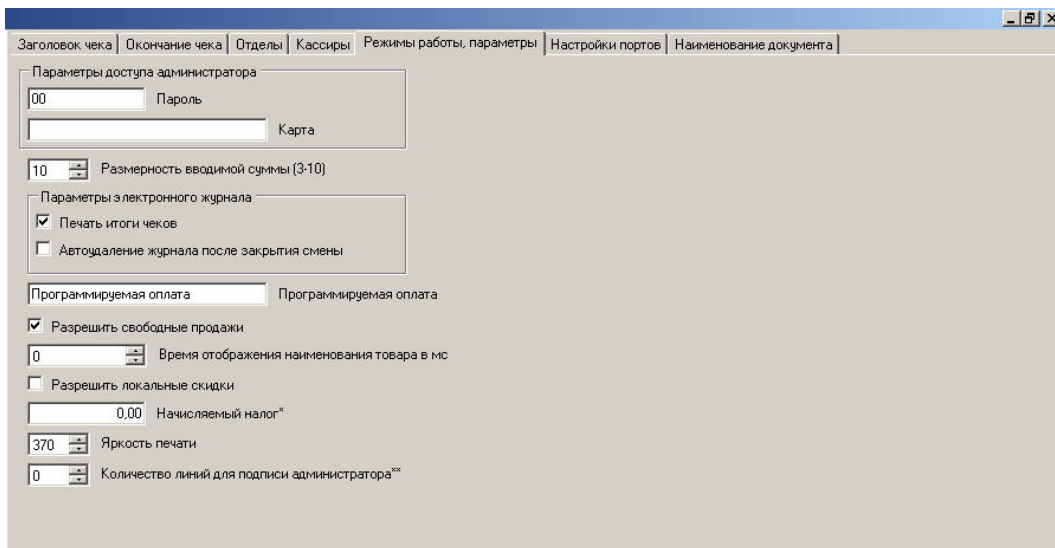 Заголовок чека Окончание чека Отделы Кассиры Режимы работы, параметры Настройки портов Наименование документа
Параметры доступа администратора
00 Пароль
Карта
10 Размерность вводимой суммы (3-10)
Параметры электронного журнала
Печать итоги чеков
Автоудаление журнала после закрытия смены
Программируемая оплата Программируемая оплата
Разрешить свободные продажи
0 Время отображения наименования товара в мс
Разрешить локальные скидки
0,00 Начисляемый налог*
370 Яркость печати
0 Количество линий для подписи администратора**